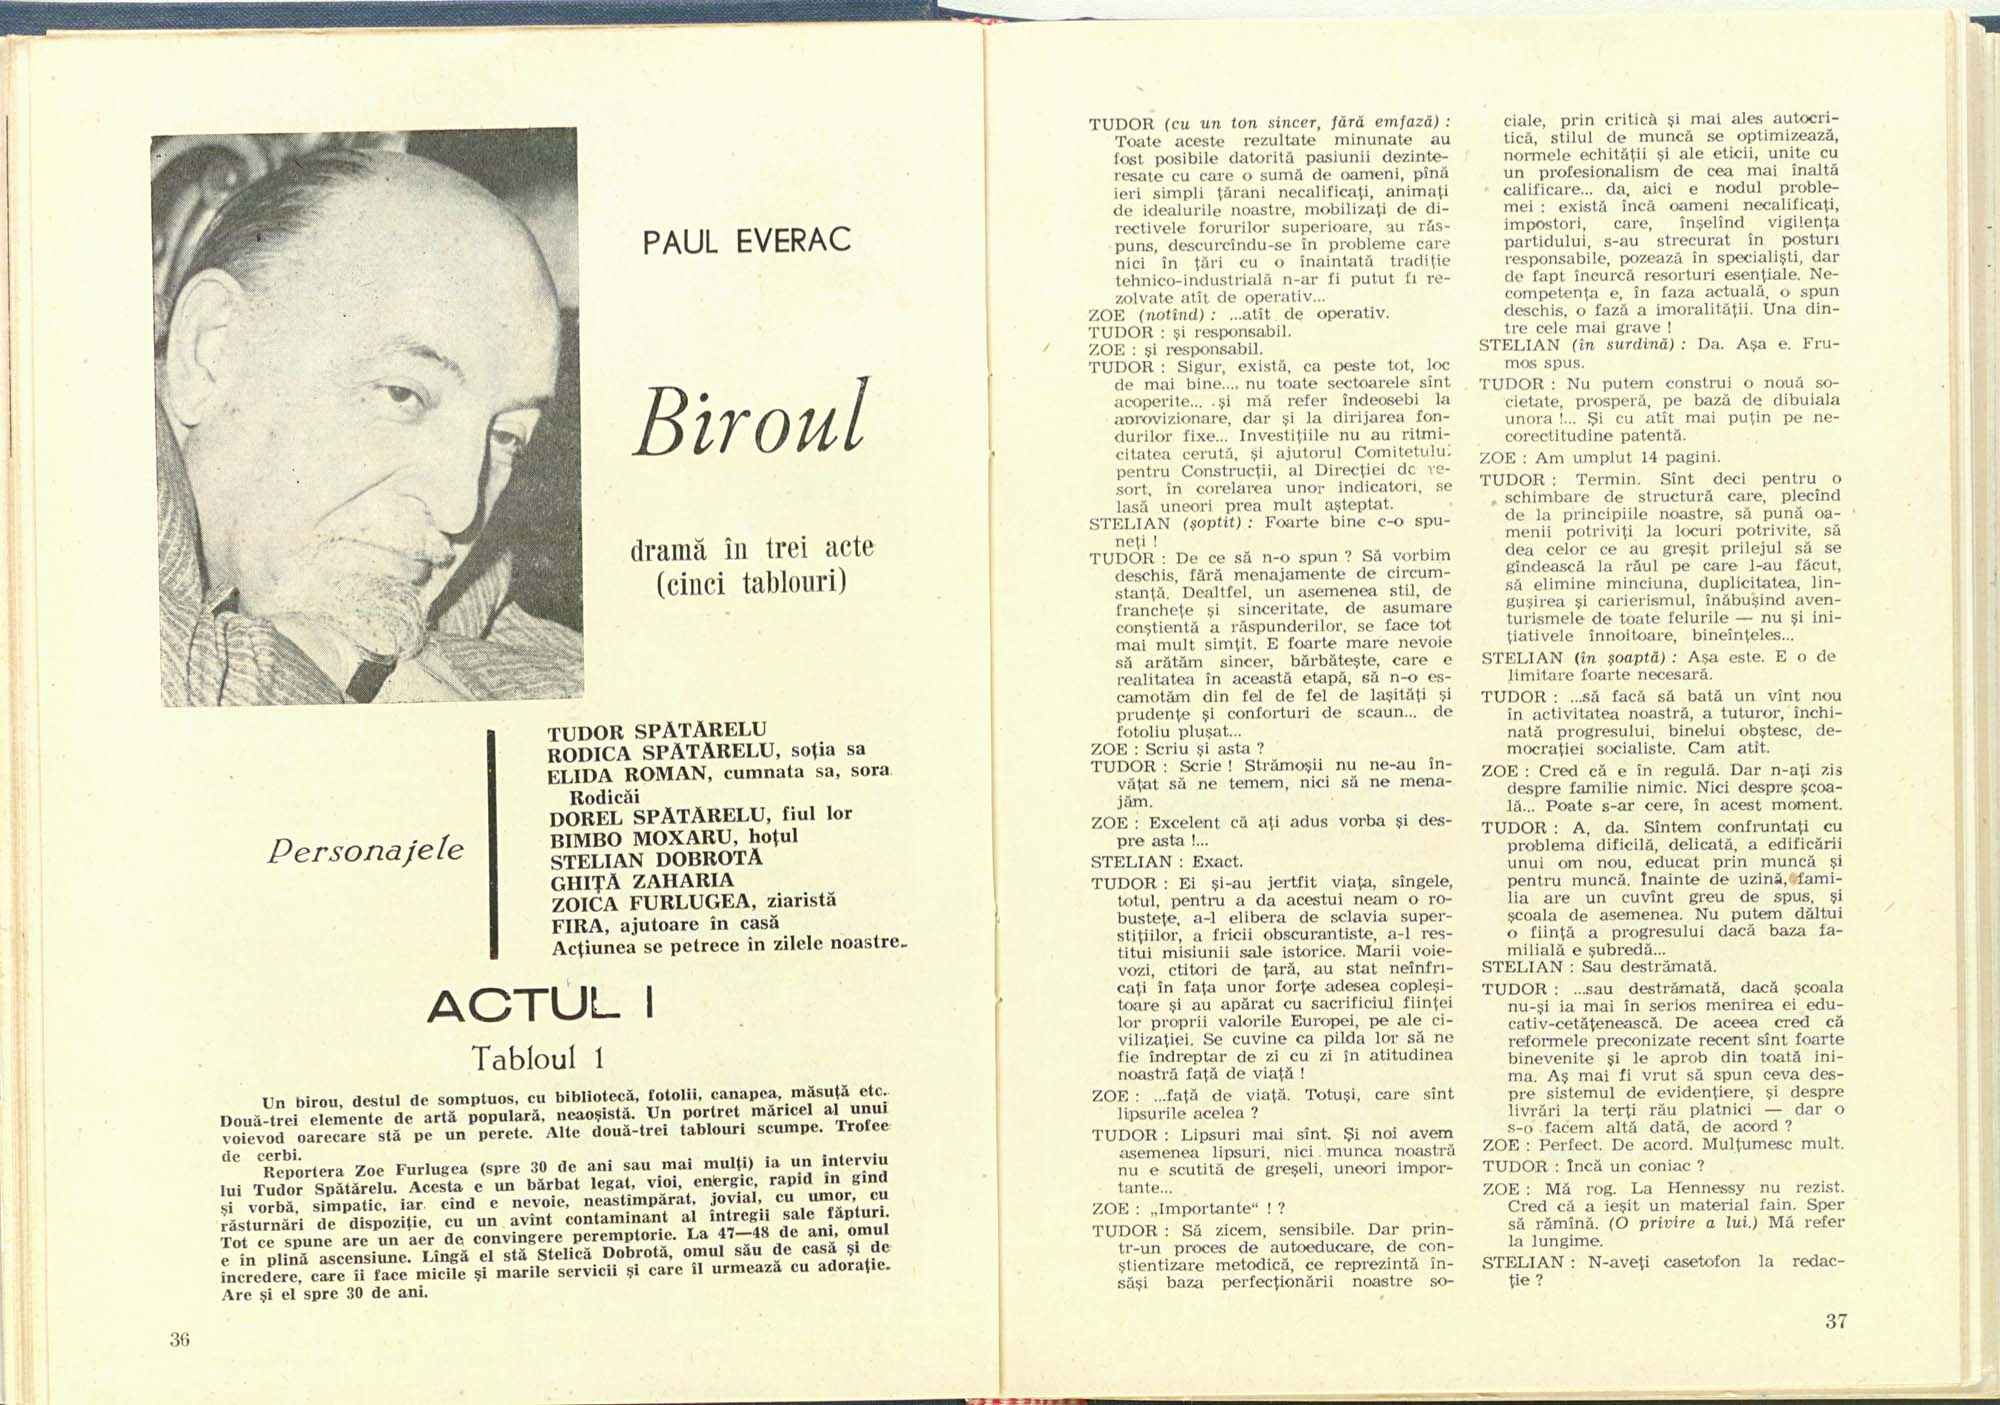 PAUL EVERAC
Biroul
dramă în trei acte
(cinci tablouri)
Personajele
TUDOR SPĂTĂRELU
RODICA SPĂTĂRELU, soția sa
ELIDA ROMAN, cumnata sa, sora
Rodicăi
DOREL SPĂTĂRELU, fiul lor
BIMBO MOXARU, hoțul
STELIAN DOBROTĂ
GHIȚĂ ZAHARIA
ZOICA FURLUGEA, ziaristă
FIRA, ajutoare în casă
Acțiunea se petrece în zilele noastre.
ACTUL I
Tabloul 1
Un birou, destul de somptuos, cu bibliotecă, fotolii, canapea, măsuță etc.
Două-trei elemente de artă populară, neaoșistă. Un portret măricel al unui
voievod oarecare stă pe un perete. Alte două-trei tablouri scumpe. Trofee
de cerbi.
Reportera Zoe Furlugea (spre 30 de ani sau mai mulți) ia un interviu
lui Tudor Spătărelu. Acesta e un bărbat legat, vioi, energic, rapid în gînd
și vorbă, simpatic, iar cînd e nevoie, neastîmpărat, jovial, cu umor, cu
răsturnări de dispoziție, cu un avînt contaminant al întregii sale făpturi.
Tot ce spune are un aer de convingere peremptorie. La 47—48 de ani, omul
e în plină ascensiune. Lîngă el stă Stelică Dobrotă, omul său de casă și de
încredere, care îi face micile și marile servicii și care îl urmează cu adorație.
Are și el spre 30 de ani.
36
TUDOR (cu un ton sincer, fără emfază) :
Toate aceste rezultate minunate au
fost posibile datorită pasiunii dezinte-
resate cu care o sumă de oameni, pînă
ieri simpli țărani necalificați, animați
de idealurile noastre, mobilizați de di-
rectivele forurilor superioare, au răs-
puns, descurcîndu-se în probleme care
nici în țări cu o înaintată tradiție
tehnico-industrială n-ar fi putut fi re-
zolvate atît de operativ...
ZOE (notînd) : ...atît de operativ.
TUDOR : și responsabil.
ZOE : și responsabil.
TUDOR : Sigur, există, ca peste tot, loc
de mai bine.... nu toate sectoarele sînt
acoperite... și mă refer îndeosebi la
aprovizionare, dar și la dirijarea fon-
durilor fixe... Investițiile nu au ritmi-
citatea cerută, și ajutorul Comitetului
pentru Construcții, al Direcției de re-
sort, în corelarea unor indicatori, se
lasă uneori prea mult așteptat.
STELIAN (șoptit) : Foarte bine c-o spu-
neți !
TUDOR : De ce să n-o spun ? Să vorbim
deschis, fără menajamente de circum-
stanță. Dealtfel, un asemenea stil, de
franchețe și sinceritate, de asumare
conștientă a răspunderilor, se face tot
mai mult simțit. E foarte mare nevoie
să arătăm sincer, bărbătește, care e
realitatea în această etapă, să n-o es-
camotăm din fel de fel de lașități și
prudențe și conforturi de scaun... de
fotoliu plușat...
ZOE : Scriu și asta ?
TUDOR : Scrie ! Strămoșii nu ne-au în-
vățat să ne temem, nici să ne mena-
jăm.
ZOE : Excelent că ați adus vorba și des-
pre asta !...
STELIAN : Exact.
TUDOR : Ei și-au jertfit viața, sîngele,
totul, pentru a da acestui neam o ro-
bustețe, a-l elibera de sclavia super-
stițiilor, a fricii obscurantiste, a-l res-
titui misiunii sale istorice. Marii voie-
vozi, ctitori de țară, au stat neînfri-
cați în fața unor forțe adesea copleși-
toare și au apărat cu sacrificiul ființei
lor proprii valorile Europei, pe ale ci-
vilizației. Se cuvine ca pilda lor să ne
fie îndreptar de zi cu zi în atitudinea
noastră față de viață !
ZOE : ...față de viață. Totuși, care sînt
lipsurile acelea ?
TUDOR : Lipsuri mai sînt. Și noi avem
asemenea lipsuri, nici munca noastră
nu e scutită de greșeli, uneori impor-
tante...
ZOE : „Importante“ ! ?
TUDOR : Să zicem, sensibile. Dar prin-
tr-un proces de autoeducare, de con-
știentizare metodică, ce reprezintă în-
săși baza perfecționării noastre so-
ciale, prin critică și mai ales autocri-
tică, stilul de muncă se optimizează,
normele echității și ale eticii, unite cu
un profesionalism de cea mai înaltă
calificare... da, aici e nodul proble-
mei : există încă oameni necalificați,
impostori, care, înșelînd vigilența
partidului, s-au strecurat în posturi
responsabile, pozează în specialiști, dar
de fapt încurcă resorturi esențiale. Ne-
competența e, în faza actuală, o spun
deschis, o fază a imoralității. Una din-
tre cele mai grave !
STELIAN (în surdină) : Da. Așa e. Fru-
mos spus.
TUDOR : Nu putem construi o nouă so-
cietate, prosperă, pe bază de dibuiala
unora !... Și cu atît mai puțin pe ne-
corectitudine patentă.
ZOE : Am umplut 14 pagini.
TUDOR : Termin. Sînt deci pentru o
schimbare de structură care, plecînd
de la principiile noastre, să pună oa-
menii potriviți la locuri potrivite, să
dea celor ce au greșit prilejul să se
gîndească la răul pe care l-au făcut,
să elimine minciuna, duplicitatea, lin-
gușirea și carierismul, înăbușind aven-
turismele de toate felurile — nu și ini-
țiativele înnoitoare, bineînțeles...
STELIAN (în șoaptă) : Așa este. E o de
limitare foarte necesară.
TUDOR : ...să facă să bată un vînt nou
în activitatea noastră, a tuturor, închi-
nată progresului, binelui obștesc, de-
mocrației socialiste. Cam atît.
ZOE : Cred că e în regulă. Dar n-ați zis
despre familie nimic. Nici despre școa-
lă... Poate s-ar cere, în acest moment.
TUDOR : A, da. Sîntem confruntați cu
problema dificilă, delicată, a edificării
unui om nou, educat prin muncă și
pentru muncă. Înainte de uzină, fami-
lia are un cuvînt greu de spus, și
școala de asemenea. Nu putem dăltui
o ființă a progresului dacă baza fa-
milială e șubredă...
STELIAN : Sau destrămată.
TUDOR : ...sau destrămată, dacă școala
nu-și ia mai în serios menirea ei edu-
cativ-cetățenească. De aceea cred că
reformele preconizate recent sînt foarte
binevenite și le aprob din toată ini-
ma. Aș mai fi vrut să spun ceva des-
pre sistemul de evidențiere, și despre
livrări la terți rău platnici — dar o
s-o facem altă dată, de acord ?
ZOE : Perfect. De acord. Mulțumesc mult.
TUDOR : Încă un coniac ?
ZOE : Mă rog. La Hennessy nu rezist.
Cred că a ieșit un material fain. Sper
să rămînă. (O privire a lui.) Mă refer
la lungime.
STELIAN : N-aveți casetofon la redac-
ție ?
37